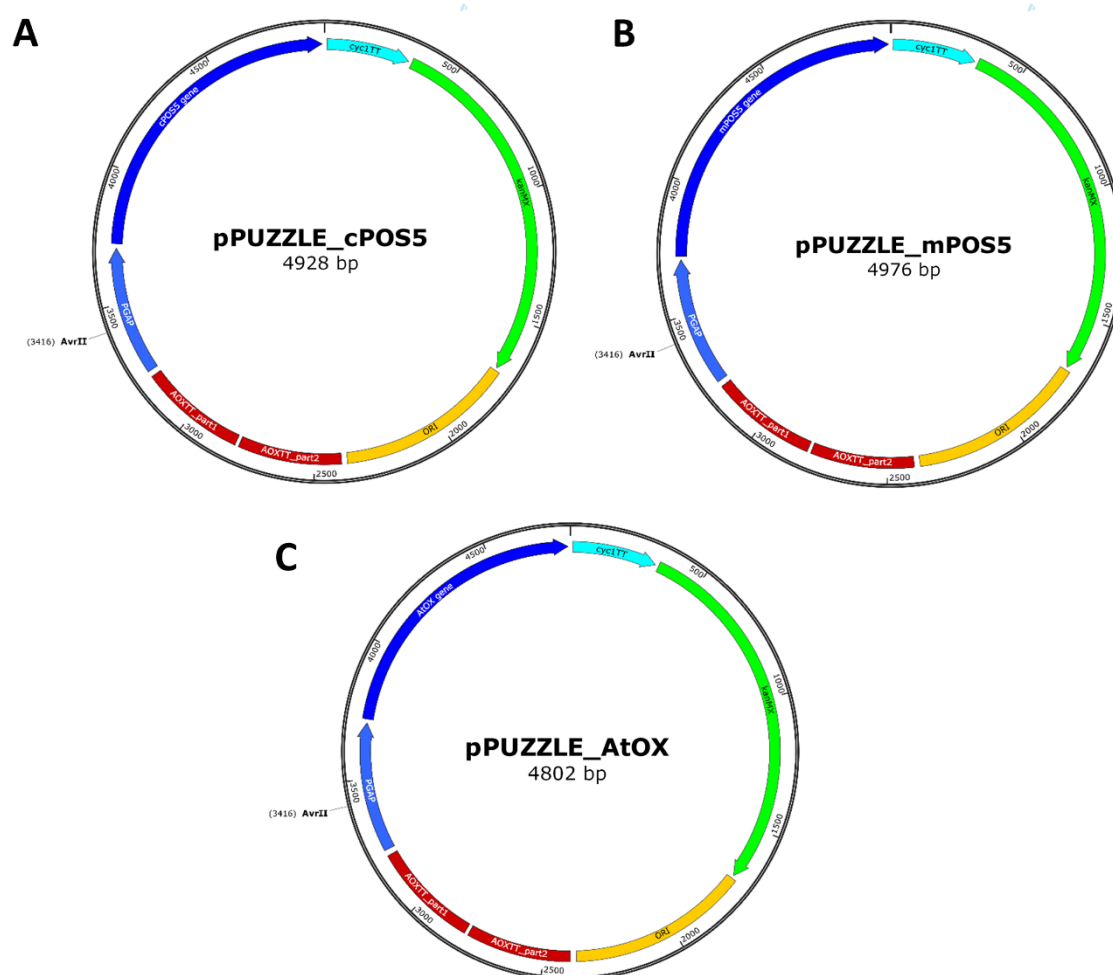 A
cyc1TT
500
kanMX
1000
1500
ORI
2000
2500
AOXTT_part2
AOXTT_part1
3000
PGAP
3500
(3416) AvrII
4000
cPOS5 gene
4500
pPUZZLE_cPOS5
4928 bp
B
cyc1TT
500
kanMX
1000
1500
ORI
2000
2500
AOXTT_part2
AOXTT_part1
3000
PGAP
3500
(3416) AvrII
4000
mPOS5 gene
4500
pPUZZLE_mPOS5
4976 bp
C
cyc1TT
500
kanMX
1000
1500
ORI
2000
2500
AOXTT_part2
AOXTT_part1
3000
PGAP
3500
(3416) AvrII
4000
AtOX gene
4500
pPUZZLE_AtOX
4802 bp